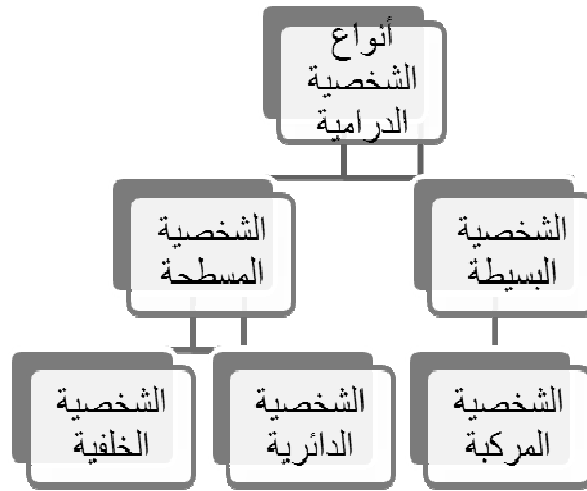 أنواع
الشخصية
الدرامية
الشخصية
البسيطة
الشخصية
المسطحة
الشخصية
المركبة
الشخصية
الدائرية
الشخصية
الخلفية